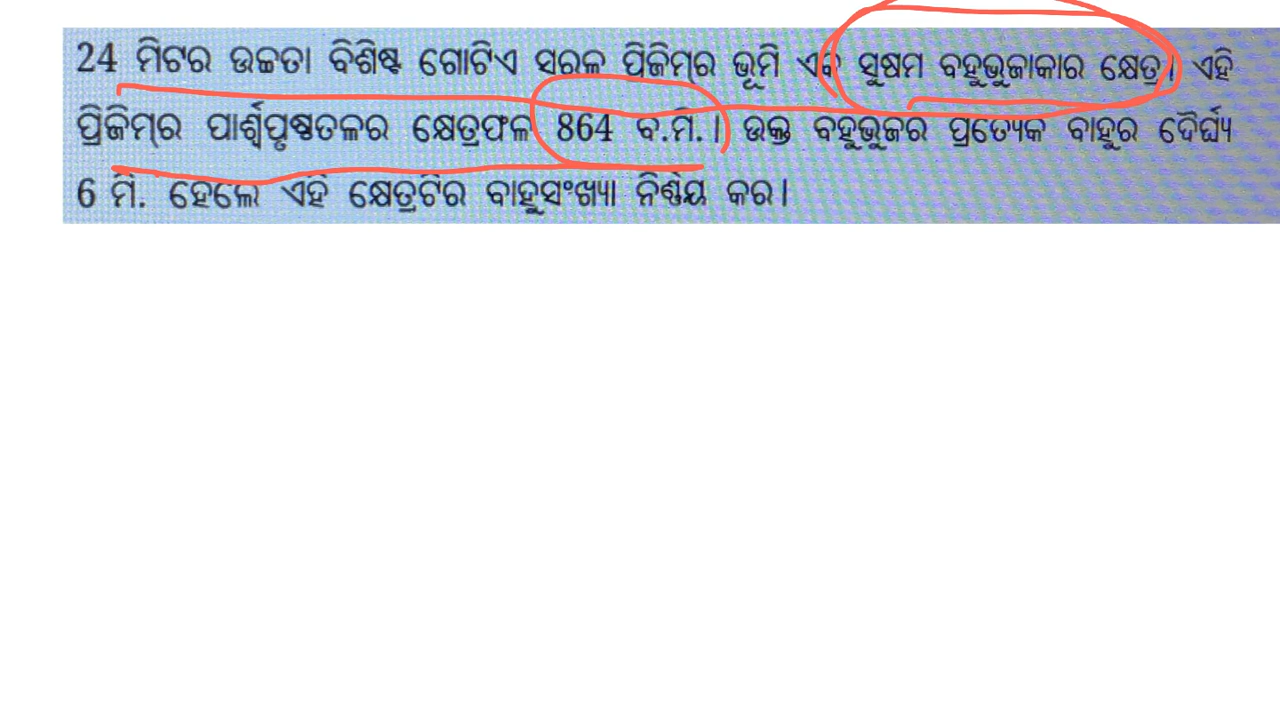 24 ମିଟର ଉଚ୍ଚତା ବିଶିଷ୍ଟ ଗୋଟିଏ ସରଳ ପ୍ରିଜିମ୍‌ର ଭୂମି ଏକ ସୁଷମ ବହୁଭୁଜାକାର କ୍ଷେତ୍ର। ଏହି
ପ୍ରିଜିମ୍‌ର ପାର୍ଶ୍ୱପୃଷ୍ଠତଳର କ୍ଷେତ୍ରଫଳ 864 ବ.ମି.। ଉକ୍ତ ବହୁଭୁଜର ପ୍ରତ୍ୟେକ ବାହୁର ଦୈର୍ଘ୍ୟ
6 ମି. ହେଲେ ଏହି କ୍ଷେତ୍ରଟିର ବାହୁସଂଖ୍ୟା ନିର୍ଣ୍ଣୟ କର।